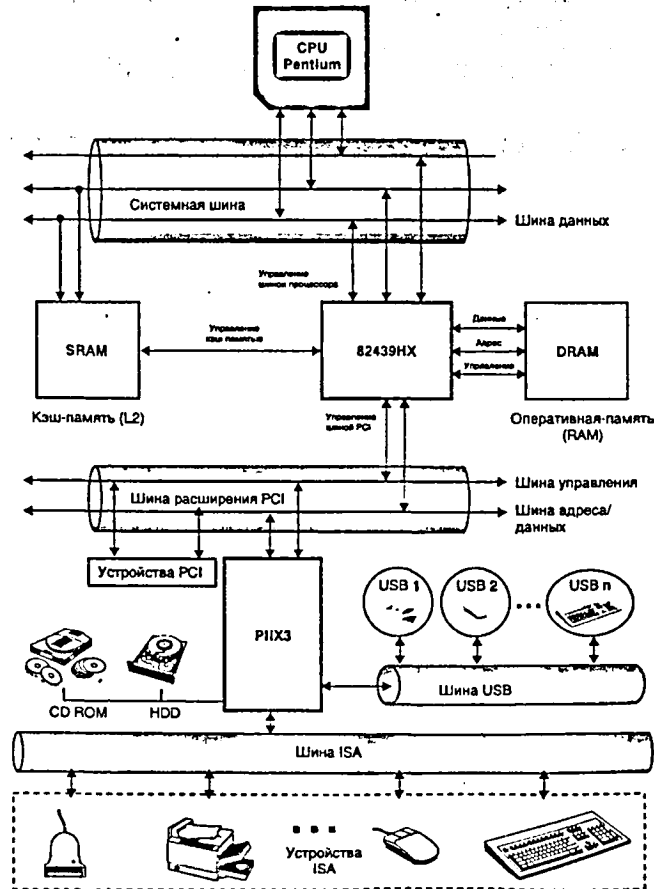 CPU
Pentium
Системная шина
Шина данных
Управление
шиной процессора
SRAM
Управление
кэш памятью
82439HX
Данные
Адрес
Управление
DRAM
Кэш-память (L2)
Управление
шиной PCI
Оперативная-память
(RAM)
Шина расширения PCI
Шина управления
Шина адреса/
данных
Устройства PCI
PIIX3
USB 1
USB 2
USB n
CD ROM
HDD
Шина USB
Шина ISA
Устройства
ISA